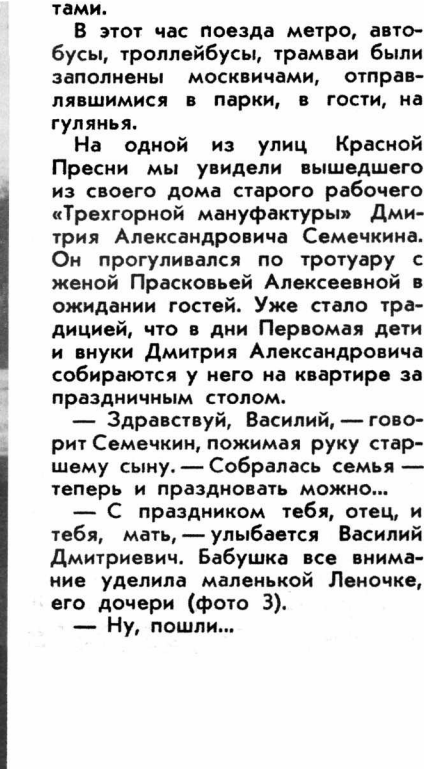 тами.
В этот час поезда метро, авто-
бусы, троллейбусы, трамваи были
заполнены москвичами, отправ-
лявшимися в парки, в гости, на
гулянья.
На одной из улиц Красной
Пресни мы увидели вышедшего
из своего дома старого рабочего
«Трехгорной мануфактуры» Дми-
трия Александровича Семечкина.
Он прогуливался по тротуару с
женой Прасковьей Алексеевной в
ожидании гостей. Уже стало тра-
дицией, что в дни Первомая дети
и внуки Дмитрия Александровича
собираются у него на квартире за
праздничным столом.
— Здравствуй, Василий, — гово-
рит Семечкин, пожимая руку стар-
шему сыну. — Собралась семья —
теперь и праздновать можно...
— С праздником тебя, отец, и
тебя, мать, — улыбается Василий
Дмитриевич. Бабушка все внима-
ние уделила маленькой Леночке,
его дочери (фото 3).
— Ну, пошли...